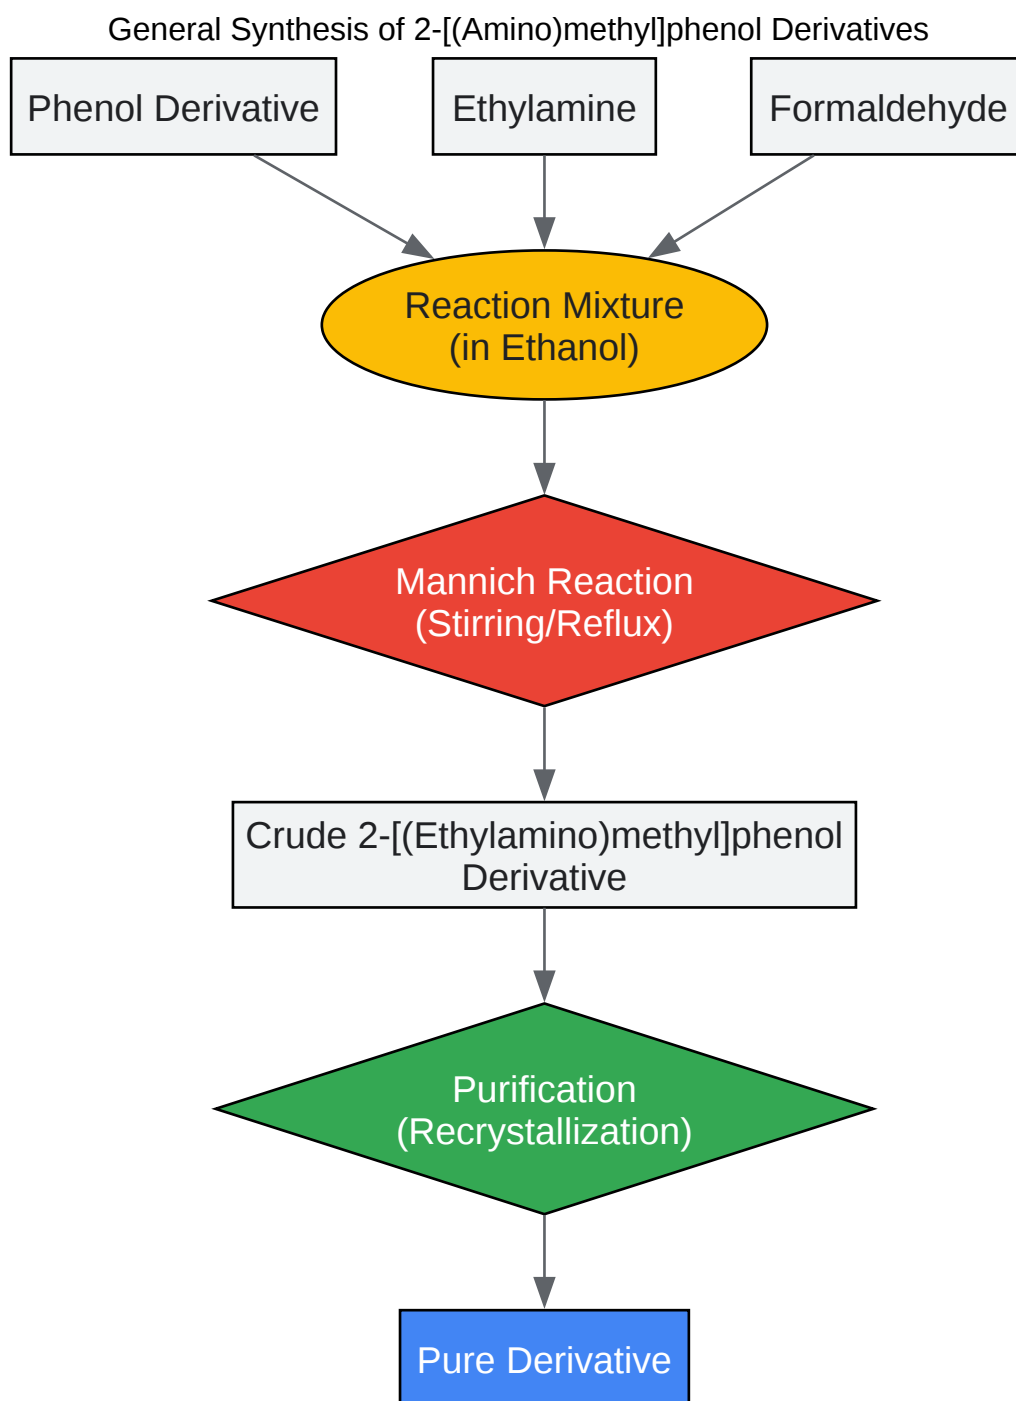 General Synthesis of 2-[(Amino)methyl]phenol Derivatives
Phenol Derivative
Ethylamine
Formaldehyde
Reaction Mixture
(in Ethanol)
Mannich Reaction
(Stirring/Reflux)
Crude 2-[(Ethylamino)methyl]phenol
Derivative
Purification
(Recrystallization)
Pure Derivative